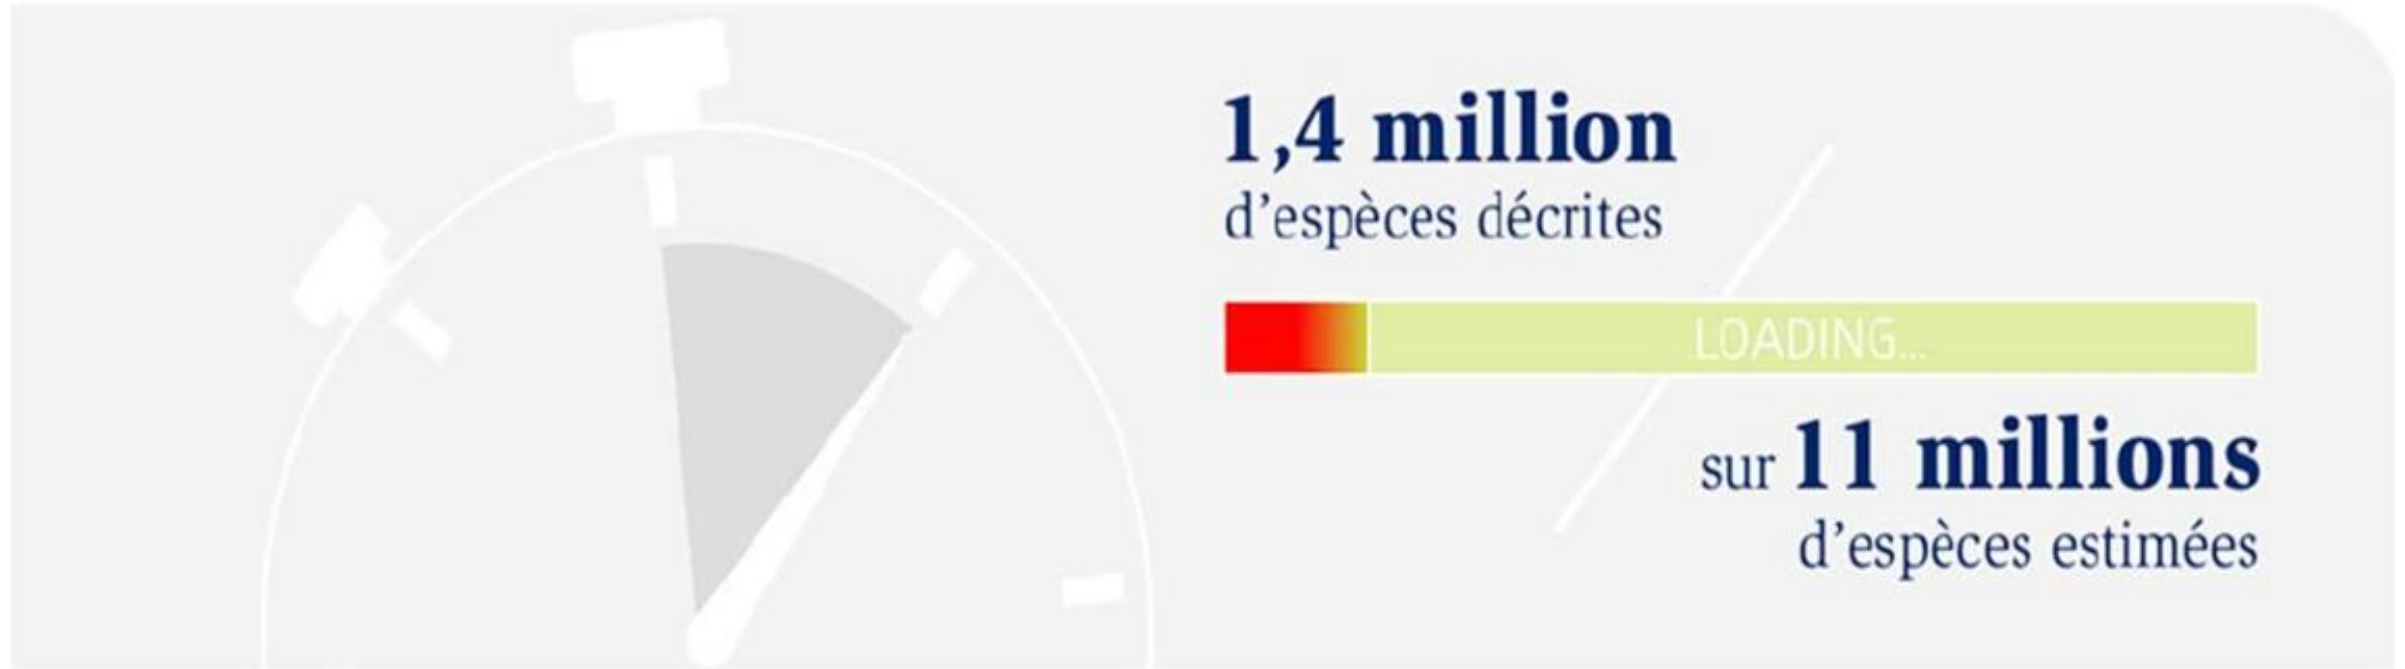 1,4 million
d’espèces décrites
LOADING...
sur 11 millions
d’espèces estimées